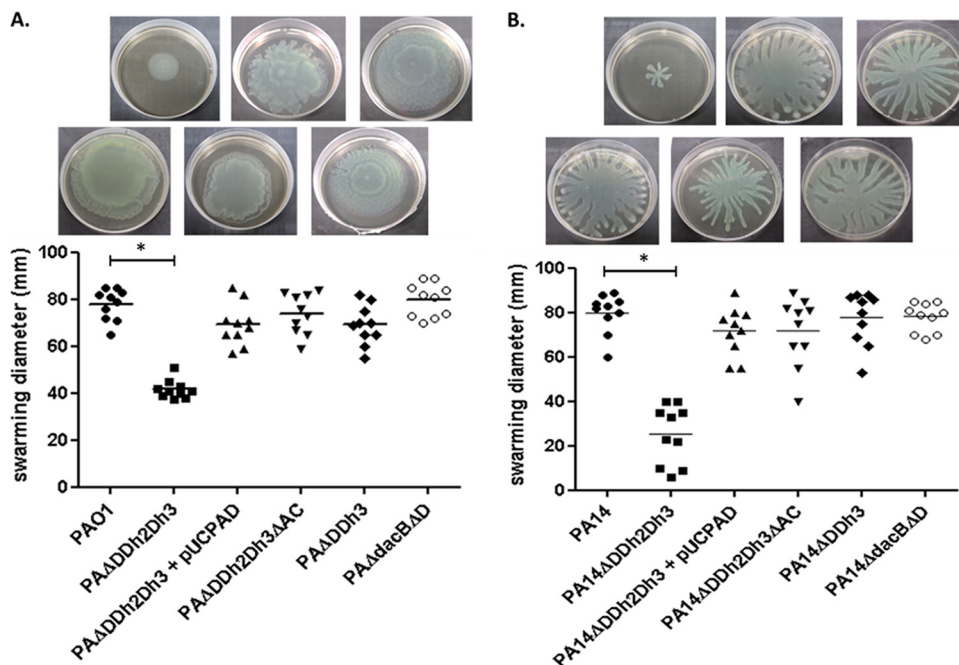 A.
B.
*
100
80
60
40
20
0
swarming diameter (mm)
PAO1
PAΔDDh2Dh3
PAΔDDh2Dh3 + pUCPAD
PAΔDDh2Dh3ΔAC
PAΔDDh3
PAΔdacBΔD
*
100
80
60
40
20
0
swarming diameter (mm)
PA14
PA14ΔDDh2Dh3
PA14ΔDDh2Dh3 + pUCPAD
PA14ΔDDh2Dh3ΔAC
PA14ΔDDh3
PA14ΔdacBΔD